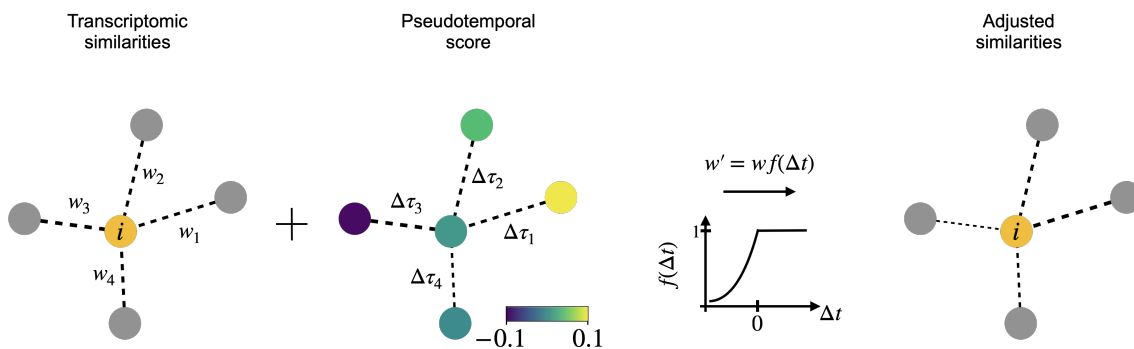 Transcriptomic
similarities
Pseudotemporal
score
Adjusted
similarities
w₂
w₃
i
w₁
w₄
+
Δτ₂
Δτ₃
Δτ₁
Δτ₄
−0.1
0.1
w′ = wf(Δt)
1
f(Δt)
0
Δt
i